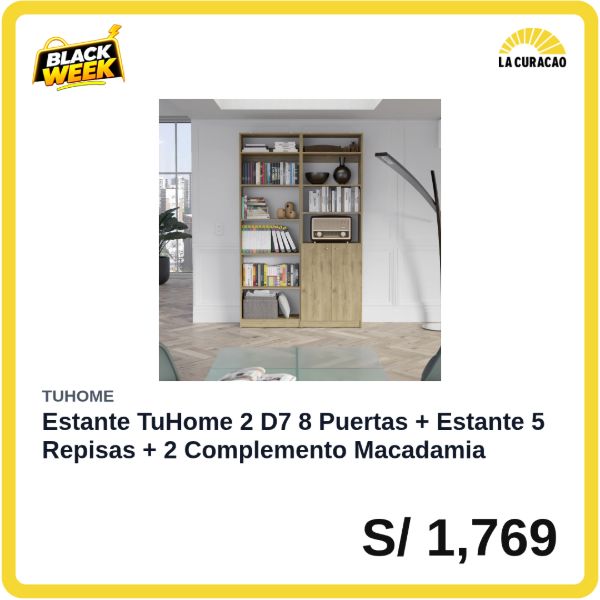 BLACK
WEEK
LA CURACAO
TUHOME
Estante TuHome 2 D7 8 Puertas + Estante 5
Repisas + 2 Complemento Macadamia
S/ 1,769